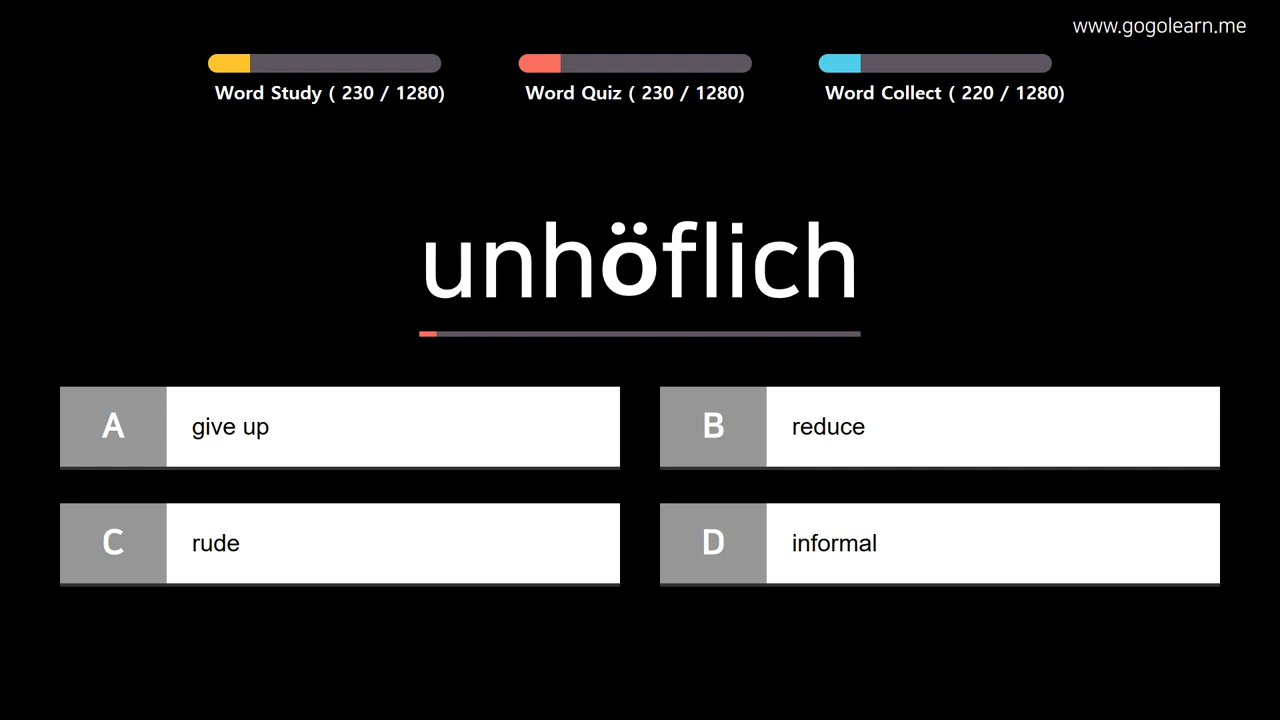 www.gogolearn.me
Word Study ( 230 / 1280)
Word Quiz ( 230 / 1280)
Word Collect ( 220 / 1280)
unhöflich
A
give up
B
reduce
C
rude
D
informal